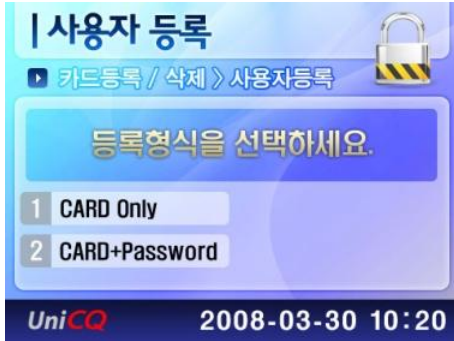 사용자 등록
카드등록 / 삭제 > 사용자등록
등록형식을 선택하세요.
1 CARD Only
2 CARD+Password
UniCQ 2008-03-30 10:20